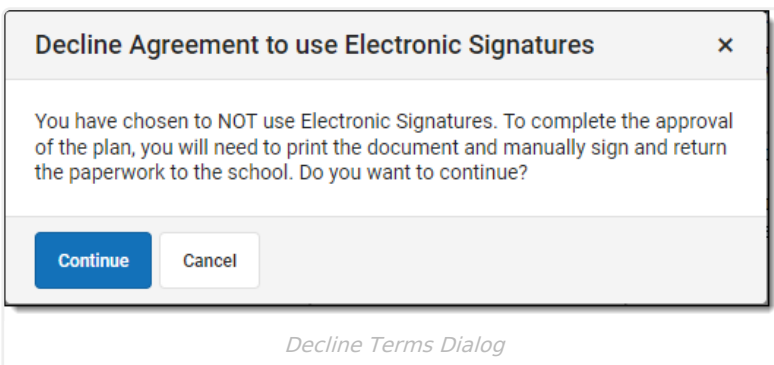 Decline Agreement to use Electronic Signatures ×
You have chosen to NOT use Electronic Signatures. To complete the approval
of the plan, you will need to print the document and manually sign and return
the paperwork to the school. Do you want to continue?
Continue Cancel
Decline Terms Dialog